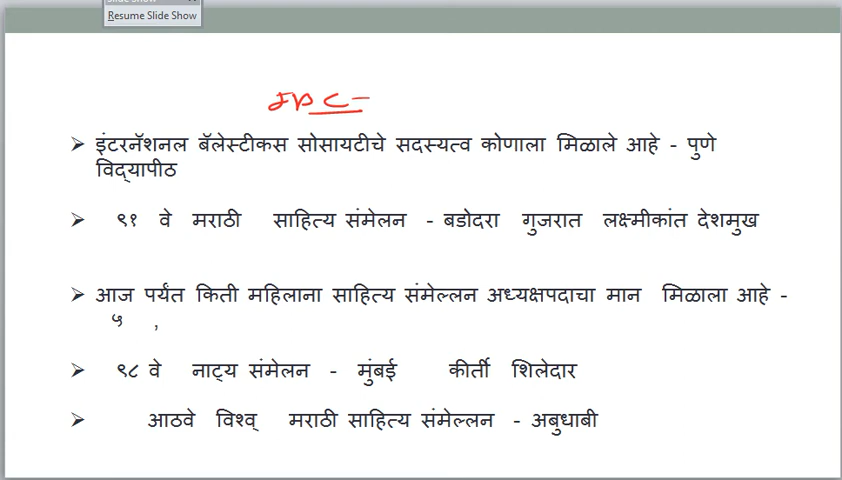 Resume Slide Show
➢ इंटरनॅशनल बॅलेस्टीकस सोसायटीचे सदस्यत्व कोणाला मिळाले आहे - पुणे
विद्यापीठ
➢ ९१ वे मराठी साहित्य संमेलन - बडोदरा गुजरात लक्ष्मीकांत देशमुख
➢ आज पर्यंत किती महिलाना साहित्य संमेल्लन अध्यक्षपदाचा मान मिळाला आहे -
५ ,
➢ ९८ वे नाट्य संमेलन - मुंबई कीर्ती शिलेदार
➢ आठवे विश्व् मराठी साहित्य संमेल्लन - अबुधाबी